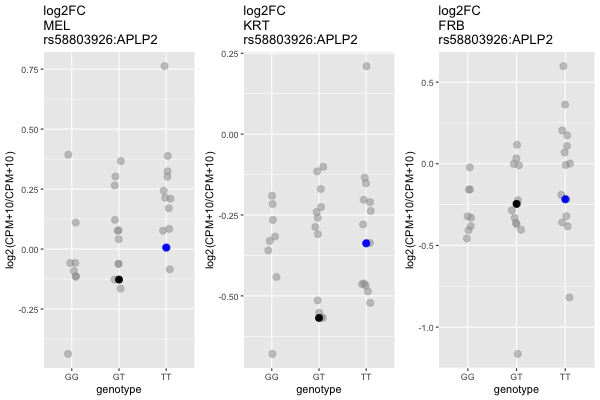 log2FC
MEL
rs58803926:APLP2
log2(CPM+10/CPM+10)
0.75
0.50
0.25
0.00
-0.25
GG GT TT
genotype
log2FC
KRT
rs58803926:APLP2
log2(CPM+10/CPM+10)
0.25
0.00
-0.25
-0.50
GG GT TT
genotype
log2FC
FRB
rs58803926:APLP2
log2(CPM+10/CPM+10)
0.5
0.0
-0.5
-1.0
GG GT TT
genotype